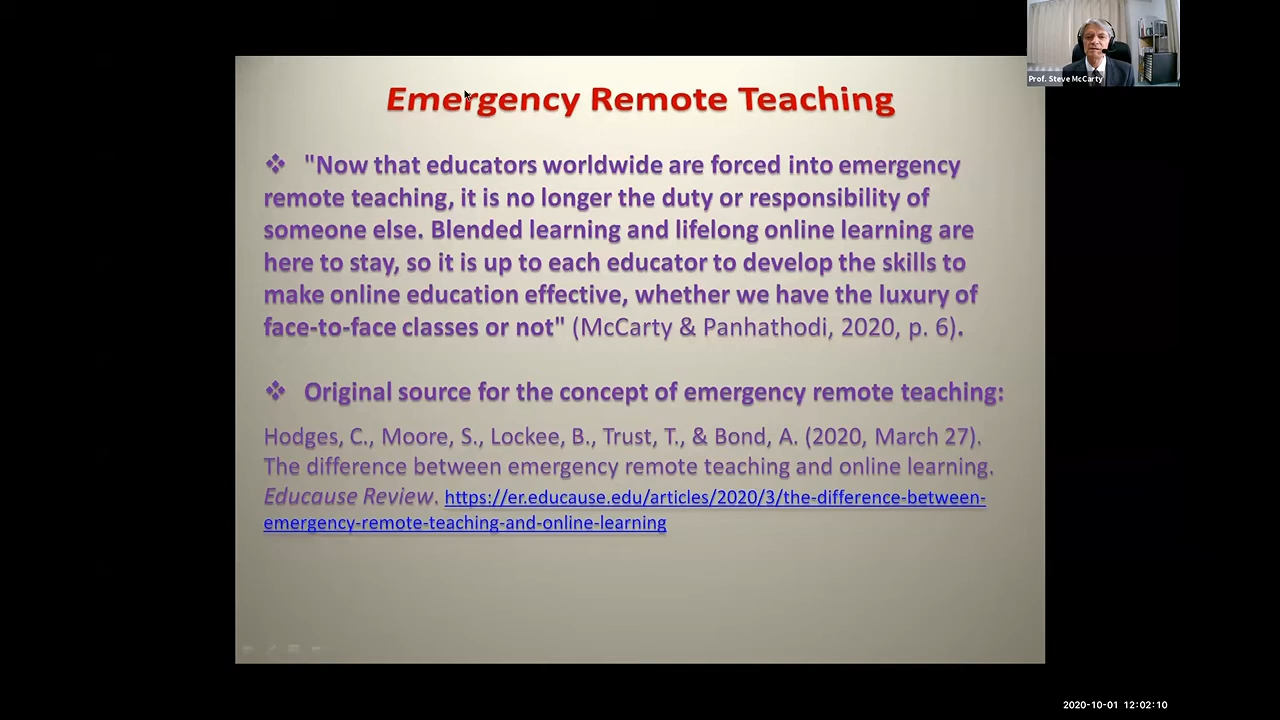 Prof. Steve McCarty
Emergency Remote Teaching
❖ "Now that educators worldwide are forced into emergency
remote teaching, it is no longer the duty or responsibility of
someone else. Blended learning and lifelong online learning are
here to stay, so it is up to each educator to develop the skills to
make online education effective, whether we have the luxury of
face-to-face classes or not" (McCarty & Panhathodi, 2020, p. 6).
❖ Original source for the concept of emergency remote teaching:
Hodges, C., Moore, S., Lockee, B., Trust, T., & Bond, A. (2020, March 27).
The difference between emergency remote teaching and online learning.
Educause Review. https://er.educause.edu/articles/2020/3/the-difference-between-
emergency-remote-teaching-and-online-learning
2020-10-01 12:02:10